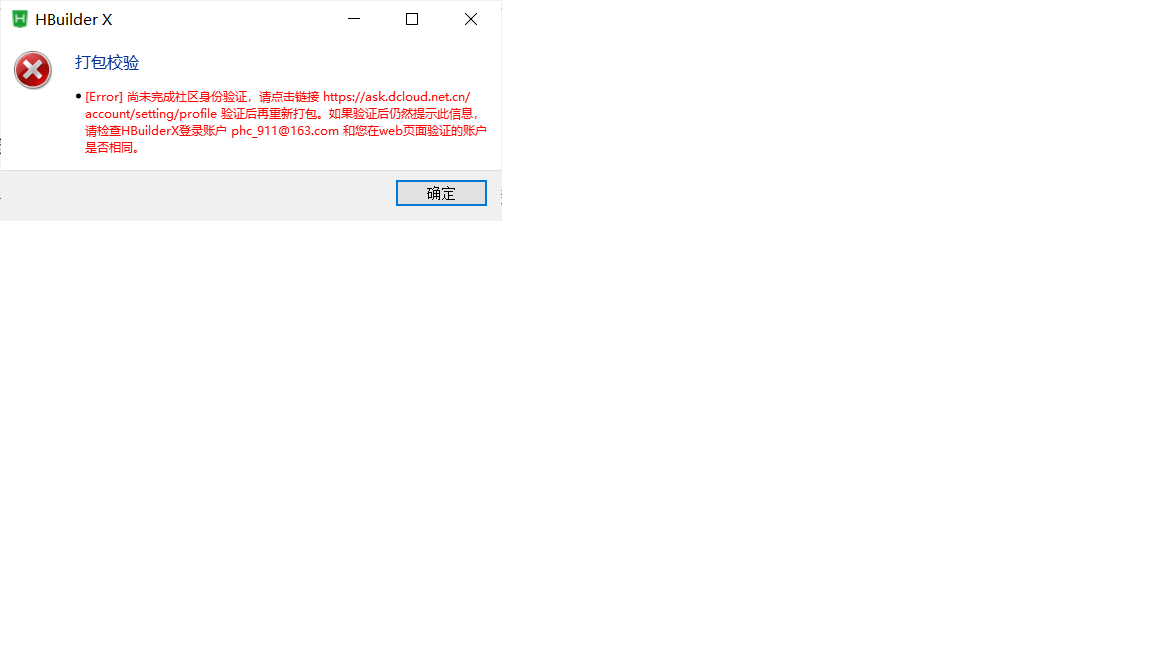 HBuilder X
打包校验
[Error] 尚未完成社区身份验证，请点击链接 https://ask.dcloud.net.cn/
account/setting/profile 验证后再重新打包。如果验证后仍然提示此信息，
请检查HBuilderX登录账户 phc_911@163.com 和您在web页面验证的账户
是否相同。
确定